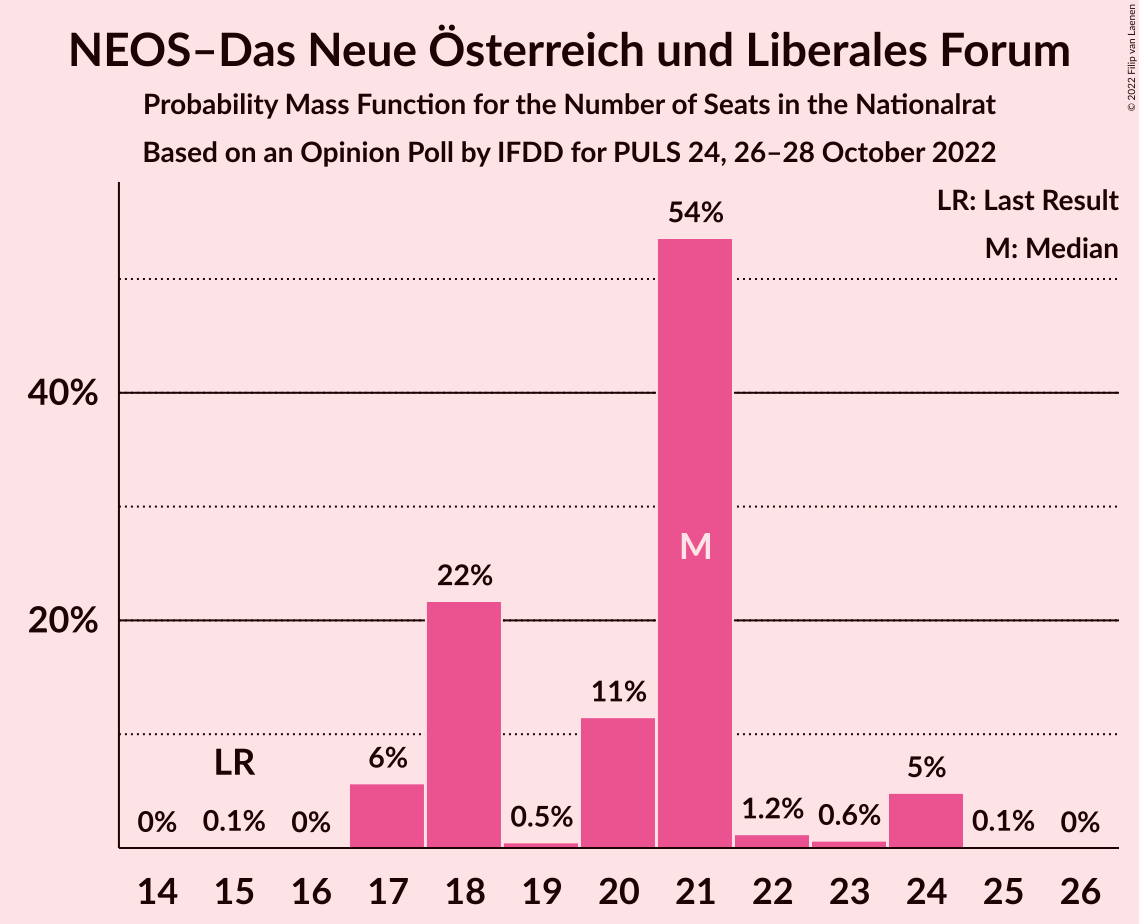 NEOS–Das Neue Österreich und Liberales Forum
Probability Mass Function for the Number of Seats in the Nationalrat
Based on an Opinion Poll by IFDD for PULS 24, 26–28 October 2022
© 2022 Filip van Laenen
LR: Last Result
M: Median
54%
40%
M
22%
20%
11%
LR
6%
5%
0%
0.1%
0%
0.5%
1.2%
0.6%
0.1%
0%
14 15 16 17 18 19 20 21 22 23 24 25 26